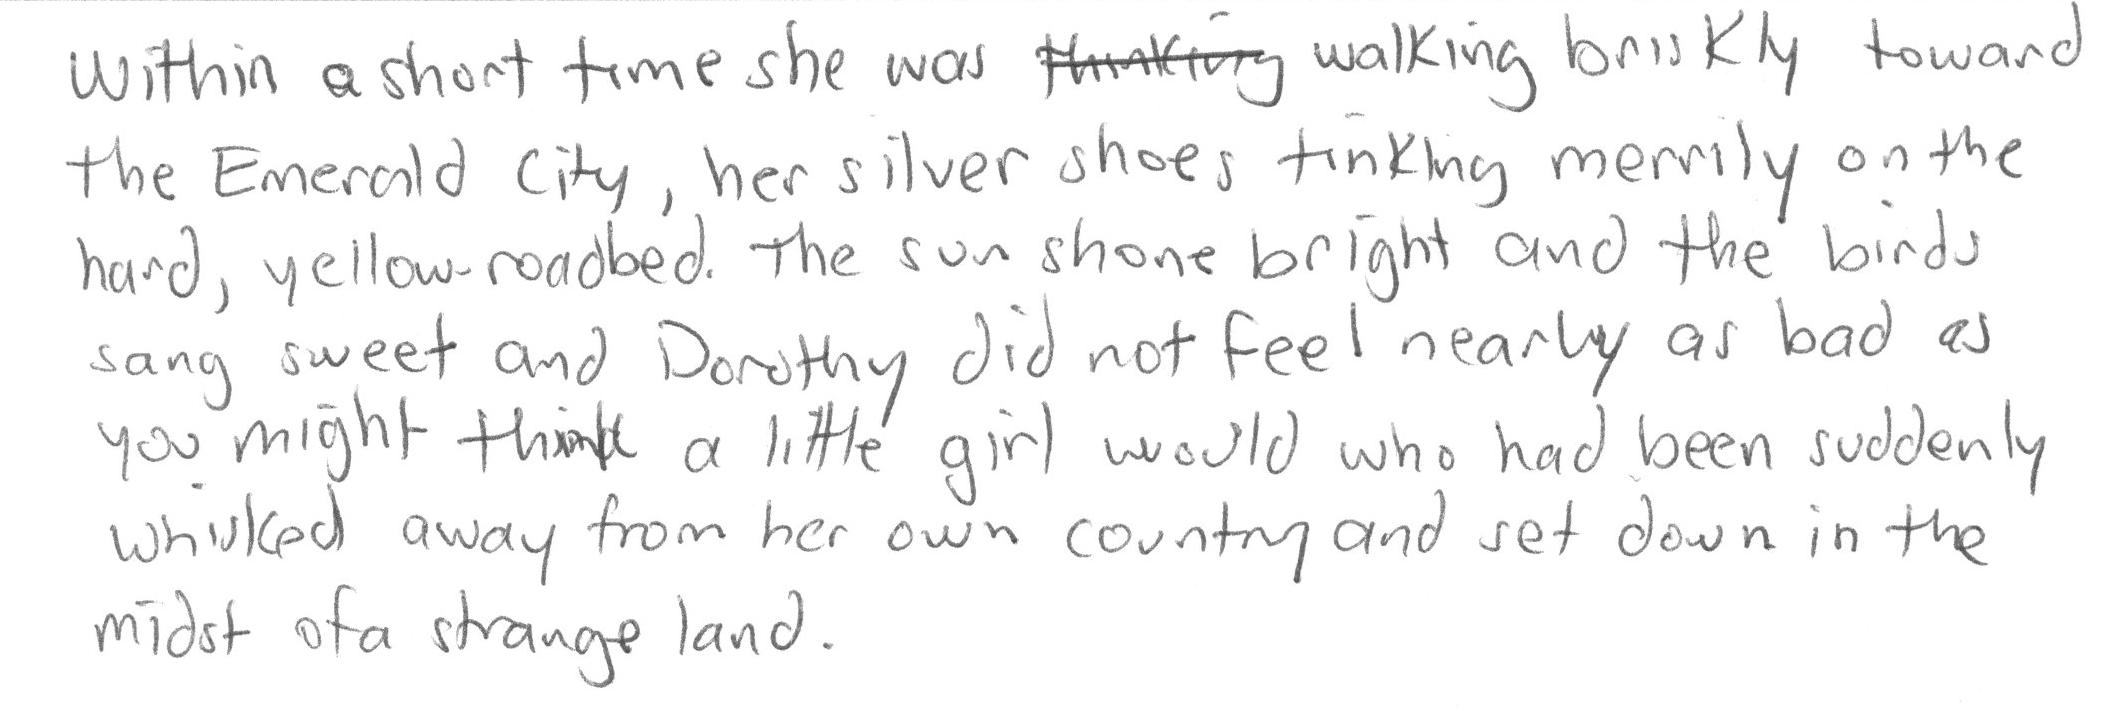 Within a short time she was thinking walking briskly toward
the Emerald City, her silver shoes tinkling merrily on the
hard, yellow roadbed. The sun shone bright and the birds
sang sweet and Dorothy did not feel nearly as bad as
you might think a little girl would who had been suddenly
whisked away from her own country and set down in the
midst of a strange land.